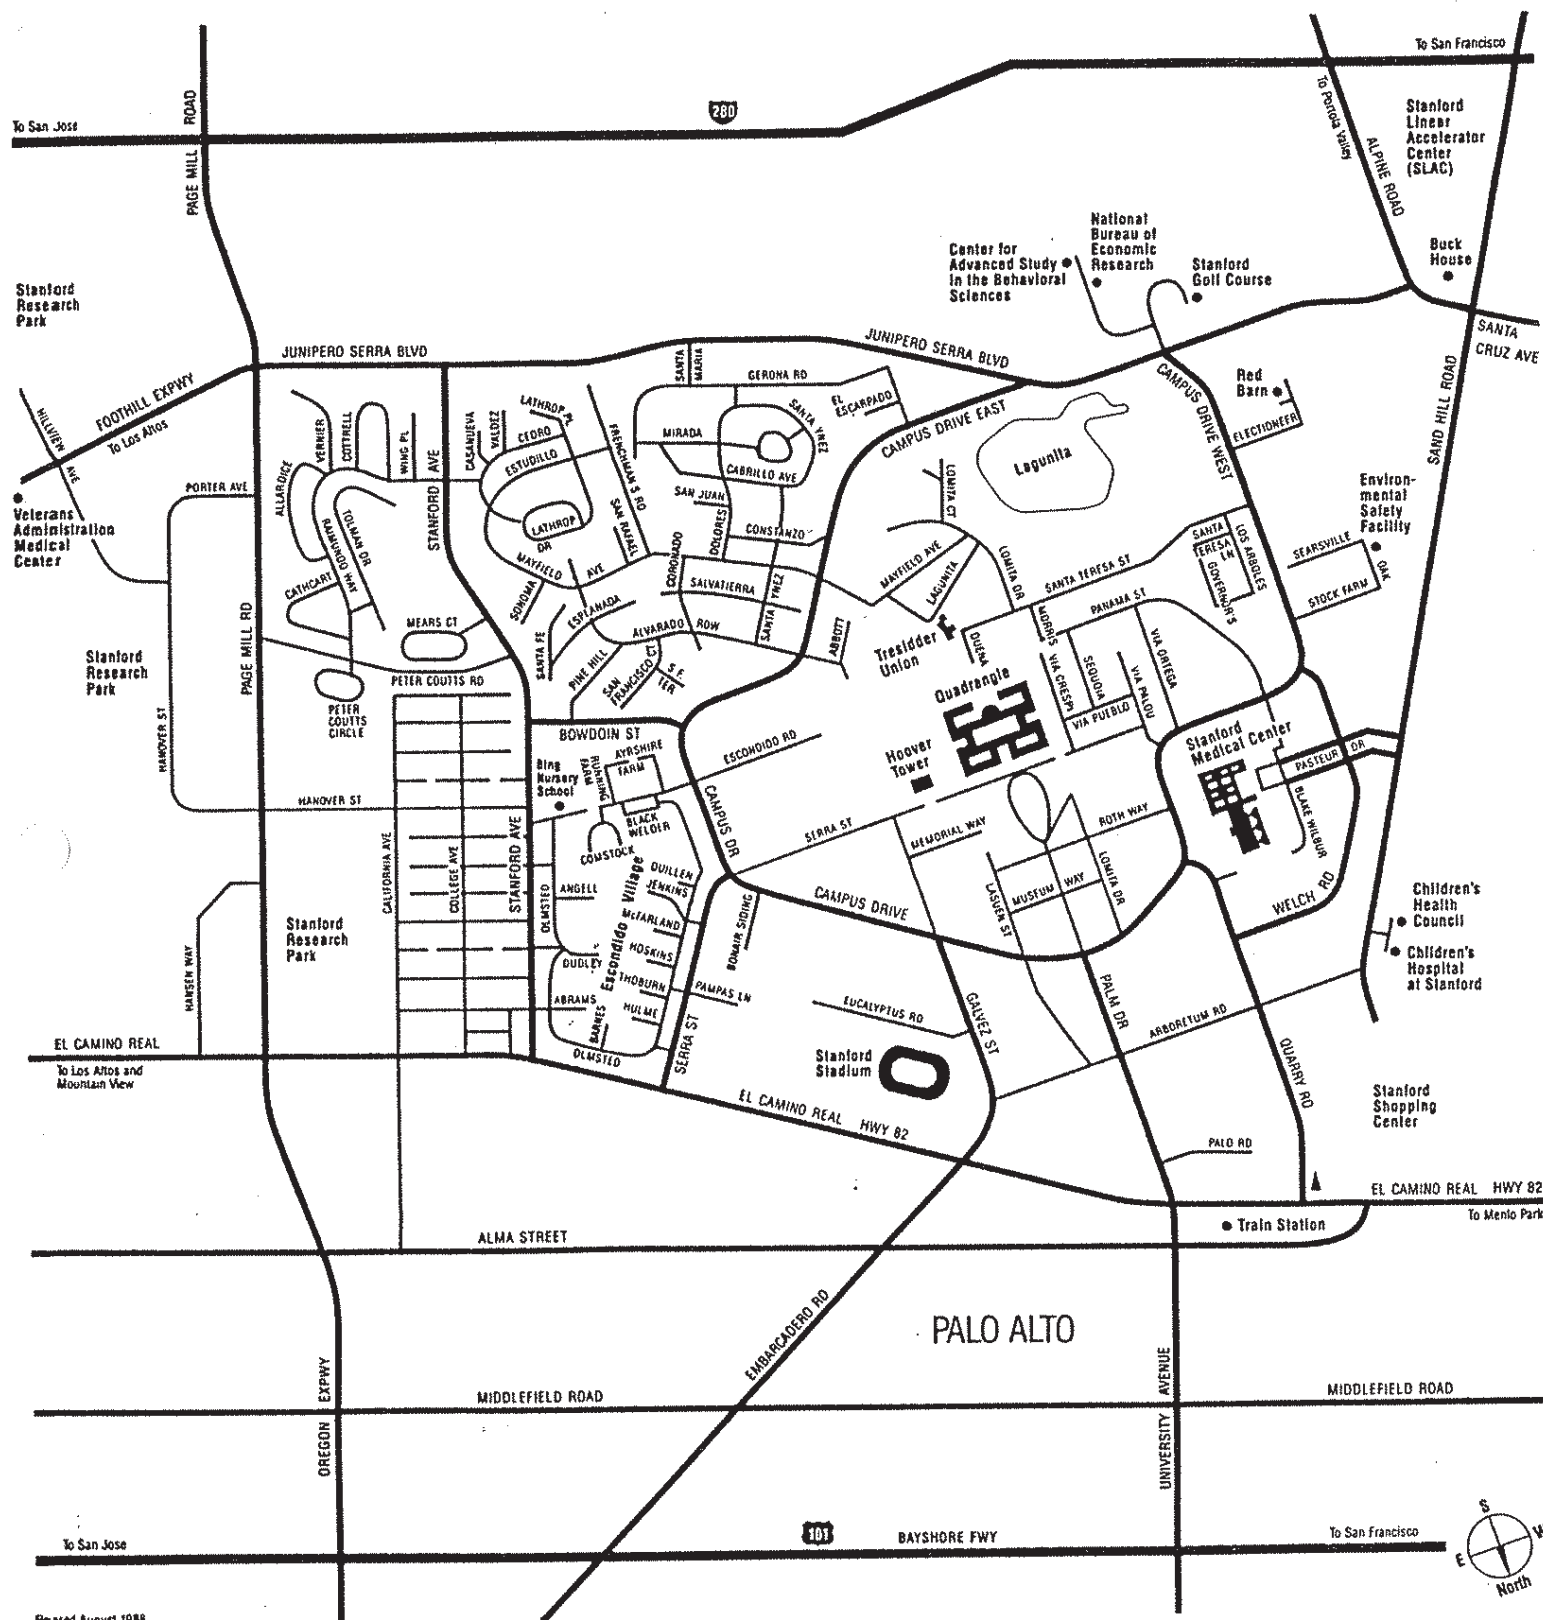 To San Francisco
280
To San Jose
PAGE MILL ROAD
To Portola Valley
ALPINE ROAD
Stanford
Linear
Accelerator
Center
(SLAC)
National
Bureau of
Economic
Research
Center for
Advanced Study
in the Behavioral
Sciences
Stanford
Golf Course
Buck
House
Stanford
Research
Park
JUNIPERO SERRA BLVD
JUNIPERO SERRA BLVD
SANTA
CRUZ AVE
SAND HILL ROAD
FOOTHILL EXPWY
To Los Altos
HILLVIEW AVE
Veterans
Administration
Medical
Center
PORTER AVE
ALLARDICE
VERNIER
COTTRELL
WING PL
STANFORD AVE
CASANUEVA
VALDEZ
LATHROP PL
CEDRO
ESTUDILLO
FRENCHMAN'S RD
SANTA
MARIA
GERONA RD
EL
ESCARPADO
MIRADA
SANTA YNEZ
CABRILLO AVE
SAN JUAN
DOLORES
CONSTANZO
CORONADO
SALVATIERRA
SANTA YNEZ
ALVARADO ROW
ABBOTT
SAN RAFAEL
LATHROP
DR
MAYFIELD AVE
SONOMA
SANTA FE
ESPLANADA
PINE HILL
SAN
FRANCISCO CT
S.F.
TER
TOLMAN DR
RAIMUNDO WAY
CATHCART
MEARS CT
PETER COUTTS RD
PETER
COUTTS
CIRCLE
CAMPUS DRIVE EAST
Lagunita
CAMPUS DRIVE WEST
Red
Barn
ELECTIONEER
Environ-
mental
Safety
Facility
SEARSVILLE
OAK
STOCK FARM
LOMITA CT
MAYFIELD AVE
LAGUNITA
LOMITA DR
SANTA TERESA ST
SANTA
TERESA
LN
LOS ARBOLES
GOVERNOR'S
PANAMA ST
MORRIS
VIA CRESPI
SEQUOIA
VIA PUEBLO
VIA PALOU
VIA ORTEGA
DUENA
Tresidder
Union
Quadrangle
Hoover
Tower
Stanford
Medical Center
PASTEUR DR
BLAKE WILBUR
WELCH RD
Stanford
Research
Park
PAGE MILL RD
HANOVER ST
HANOVER ST
BOWDOIN ST
Bing
Nursery
School
RUNNING
FARM
AYRSHIRE
FARM
BLACK
WELDER
COMSTOCK
ESCONDIDO RD
CAMPUS DR
SERRA ST
MEMORIAL WAY
ROTH WAY
MUSEUM WAY
LASUEN ST
LOMITA DR
CAMPUS DRIVE
CALIFORNIA AVE
COLLEGE AVE
STANFORD AVE
OLMSTED
ANGELL
DUDLEY
ABRAMS
BARNES
OLMSTED
Escondido Village
QUILLEN
JENKINS
McFARLAND
HOSKINS
THOBURN
HULME
SERRA ST
PAMPAS LN
BONAIR SIDING
EUCALYPTUS RD
GALVEZ ST
PALM DR
ARBORETUM RD
QUARRY RD
Children's
Health
Council
Children's
Hospital
at Stanford
Stanford
Research
Park
HANSEN WAY
EL CAMINO REAL
To Los Altos and
Mountain View
Stanford
Stadium
EL CAMINO REAL HWY 82
PALO RD
Stanford
Shopping
Center
EL CAMINO REAL HWY 82
To Menlo Park
Train Station
ALMA STREET
EMBARCADERO RD
PALO ALTO
OREGON EXPWY
MIDDLEFIELD ROAD
UNIVERSITY AVENUE
MIDDLEFIELD ROAD
To San Jose
101
BAYSHORE FWY
To San Francisco
S
W
E
North
Revised August 1988